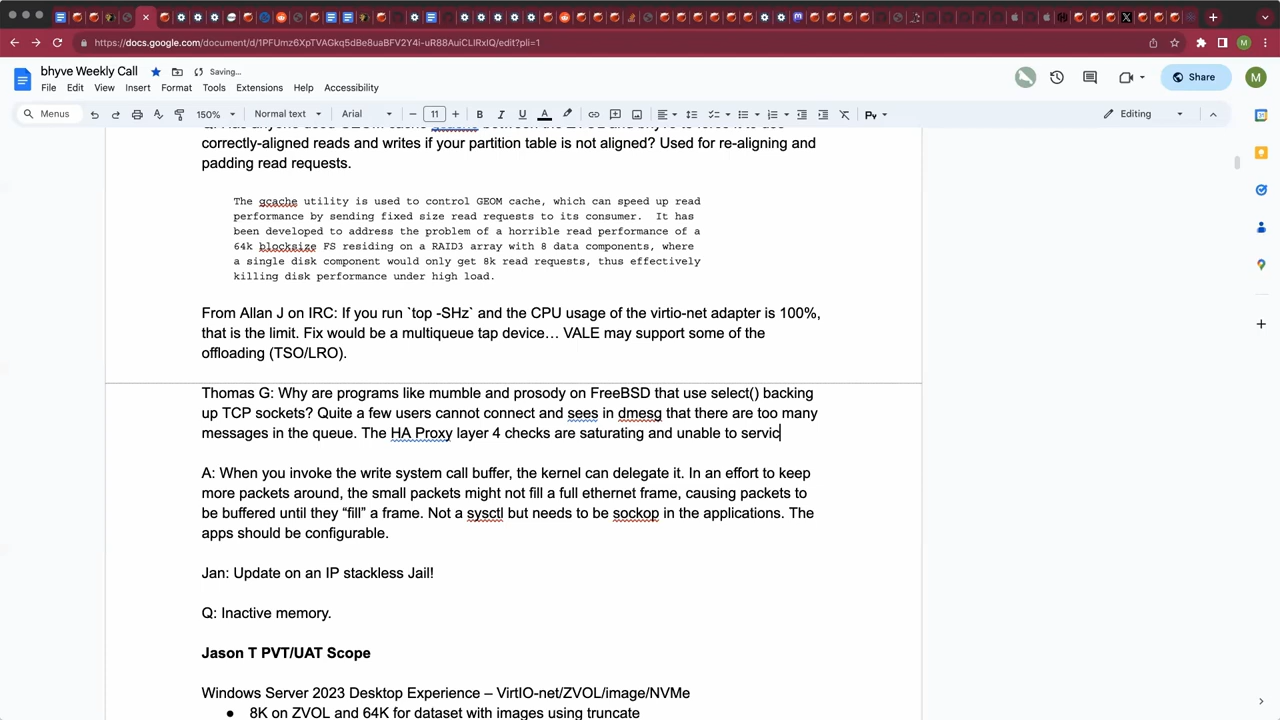 https://docs.google.com/document/d/1PFUmz6XpTVAGkq5dBe8uaBFV2Y4i-uR88AuiCLIRxIQ/edit?pli=1
bhyve Weekly Call
Saving...
File Edit View Insert Format Tools Extensions Help Accessibility
Share
M
Menus
150%
Normal text
Arial
11
Editing
correctly-aligned reads and writes if your partition table is not aligned? Used for re-aligning and
padding read requests.
The gcache utility is used to control GEOM cache, which can speed up read
performance by sending fixed size read requests to its consumer. It has
been developed to address the problem of a horrible read performance of a
64k blocksize FS residing on a RAID3 array with 8 data components, where
a single disk component would only get 8k read requests, thus effectively
killing disk performance under high load.
From Allan J on IRC: If you run `top -SHz` and the CPU usage of the virtio-net adapter is 100%,
that is the limit. Fix would be a multiqueue tap device… VALE may support some of the
offloading (TSO/LRO).
Thomas G: Why are programs like mumble and prosody on FreeBSD that use select() backing
up TCP sockets? Quite a few users cannot connect and sees in dmesg that there are too many
messages in the queue. The HA Proxy layer 4 checks are saturating and unable to servic
A: When you invoke the write system call buffer, the kernel can delegate it. In an effort to keep
more packets around, the small packets might not fill a full ethernet frame, causing packets to
be buffered until they “fill” a frame. Not a sysctl but needs to be sockop in the applications. The
apps should be configurable.
Jan: Update on an IP stackless Jail!
Q: Inactive memory.
Jason T PVT/UAT Scope
Windows Server 2023 Desktop Experience – VirtIO-net/ZVOL/image/NVMe
● 8K on ZVOL and 64K for dataset with images using truncate